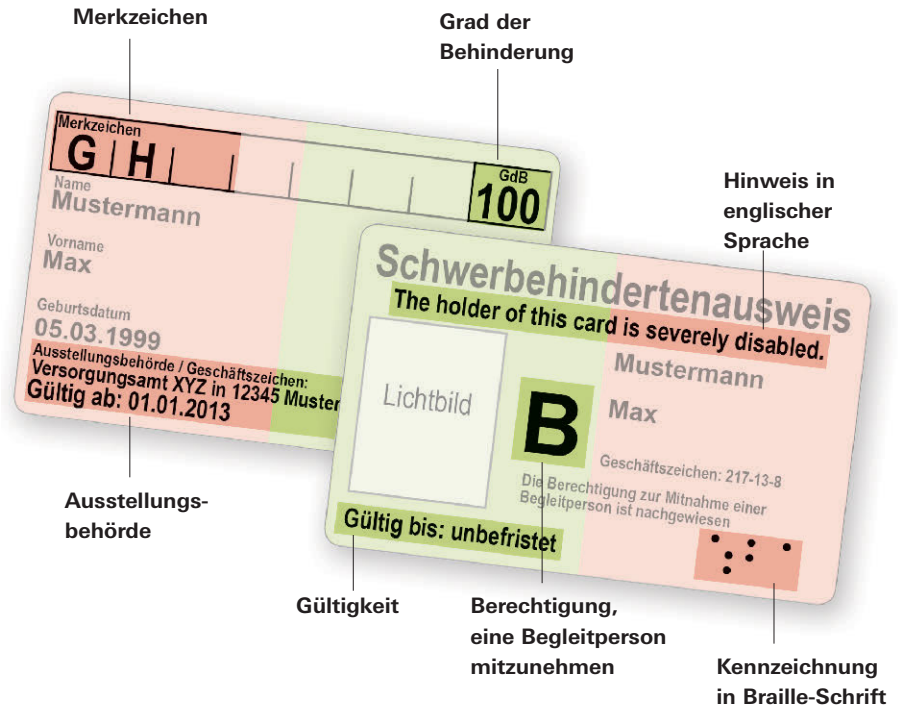 Merkzeichen
Grad der
Behinderung
Merkzeichen
G H
GdB
100
Name
Mustermann
Vorname
Max
Geburtsdatum
05.03.1999
Ausstellungsbehörde / Geschäftszeichen:
Versorgungsamt XYZ in 12345 Muster
Gültig ab: 01.01.2013
Hinweis in
englischer
Sprache
Schwerbehindertenausweis
The holder of this card is severely disabled.
Lichtbild
B
Mustermann
Max
Geschäftszeichen: 217-13-8
Die Berechtigung zur Mitnahme einer
Begleitperson ist nachgewiesen
Gültig bis: unbefristet
Ausstellungs-
behörde
Gültigkeit
Berechtigung,
eine Begleitperson
mitzunehmen
Kennzeichnung
in Braille-Schrift